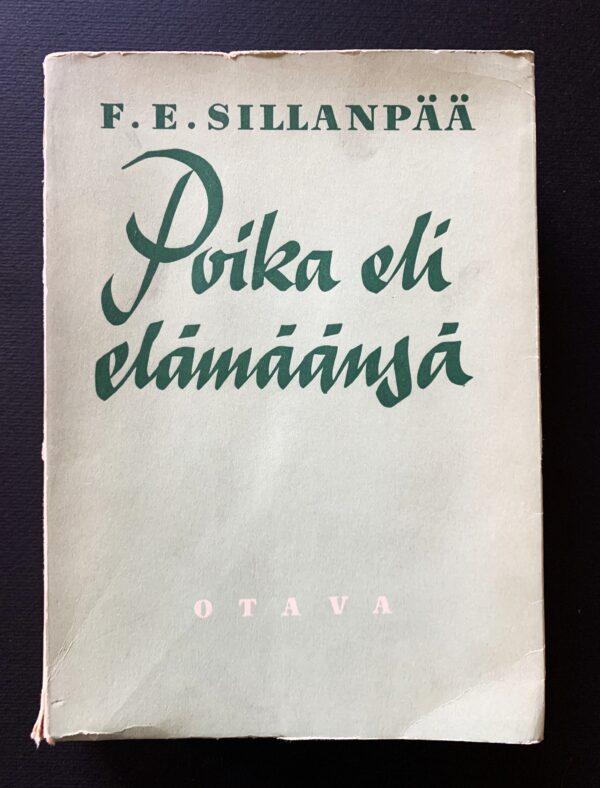 F. E. SILLANPÄÄ
Poika eli
elämäänsä
OTAVA